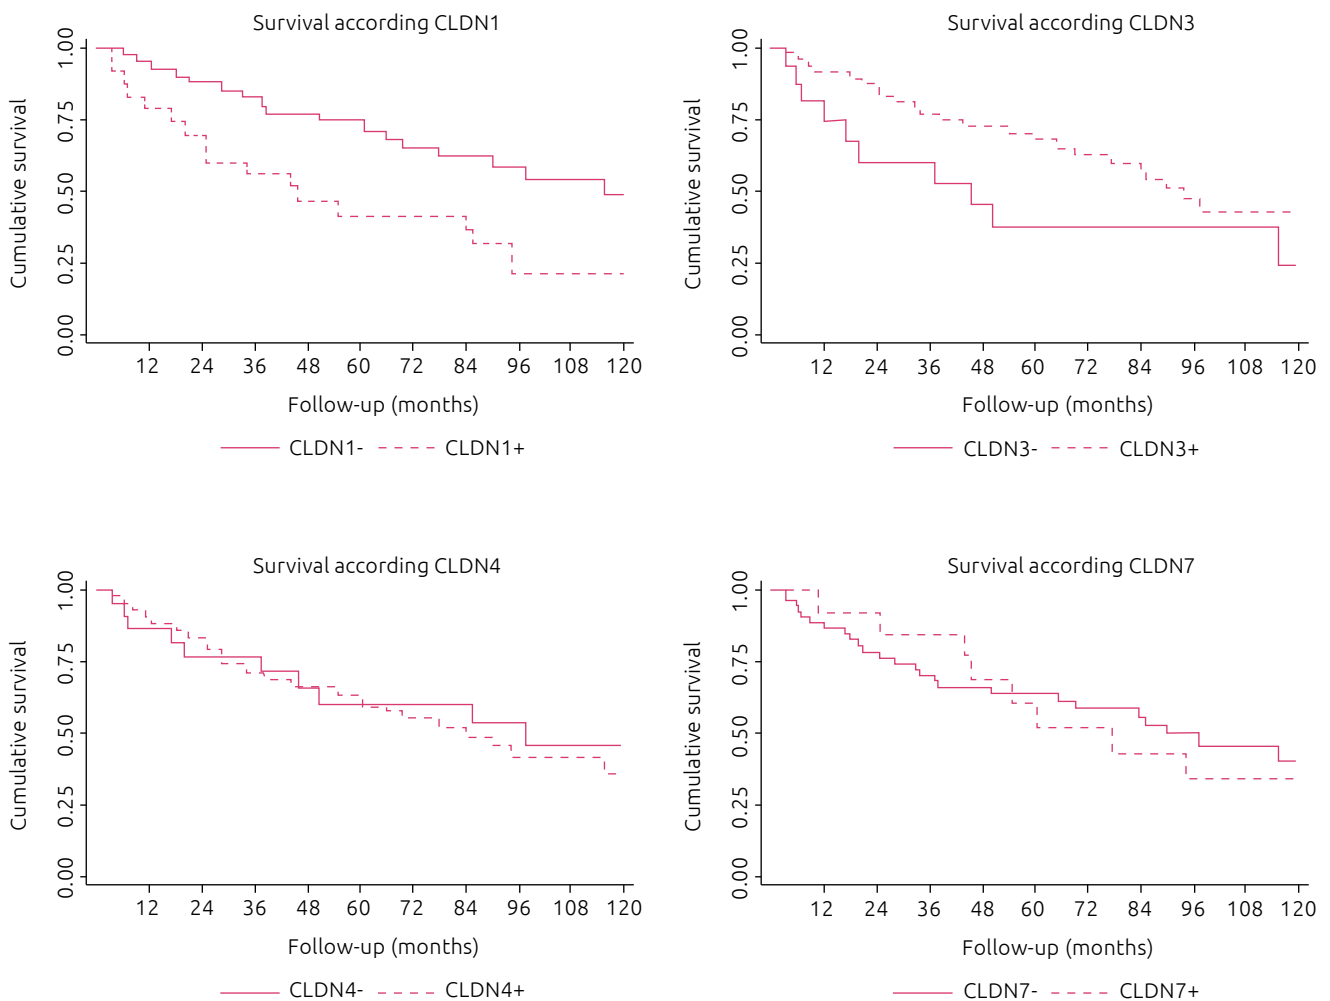 Survival according CLDN1
Cumulative survival
1.00
0.75
0.50
0.25
0.00
12 24 36 48 60 72 84 96 108 120
Follow-up (months)
CLDN1- CLDN1+
Survival according CLDN3
Cumulative survival
1.00
0.75
0.50
0.25
0.00
12 24 36 48 60 72 84 96 108 120
Follow-up (months)
CLDN3- CLDN3+
Survival according CLDN4
Cumulative survival
1.00
0.75
0.50
0.25
0.00
12 24 36 48 60 72 84 96 108 120
Follow-up (months)
CLDN4- CLDN4+
Survival according CLDN7
Cumulative survival
1.00
0.75
0.50
0.25
0.00
12 24 36 48 60 72 84 96 108 120
Follow-up (months)
CLDN7- CLDN7+